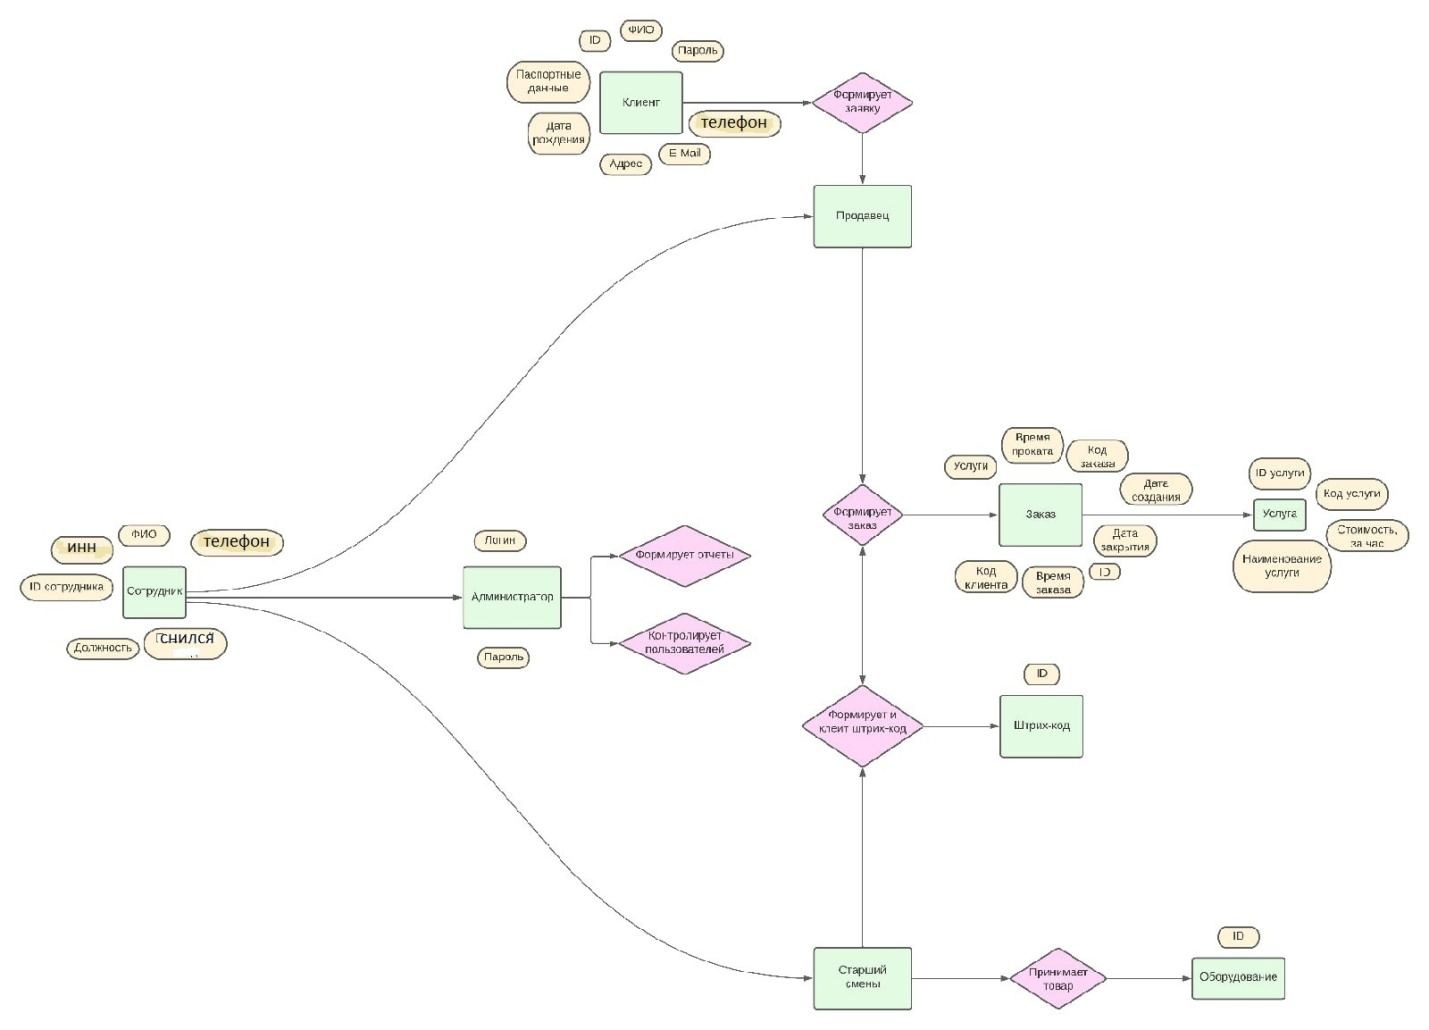 ФИО
ID
Пароль
Паспортные
данные
Клиент
Формирует
заявку
телефон
Дата
рождения
E Mail
Адрес
Продавец
Время
проката
Код
заказа
Услуги
ID услуги
Дата
создания
Код услуги
Формирует
заказ
Заказ
Услуга
Стоимость,
за час
Дата
закрытия
Наименование
услуги
Код
клиента
Время
заказа
ID
ФИО
телефон
ИНН
Логин
Формирует отчеты
ID сотрудника
Сотрудник
Администратор
Должность
СНИЛСЯ
Контролирует
пользователей
Пароль
ID
Формирует и
клеит штрих-код
Штрих-код
ID
Старший
смены
Принимает
товар
Оборудование